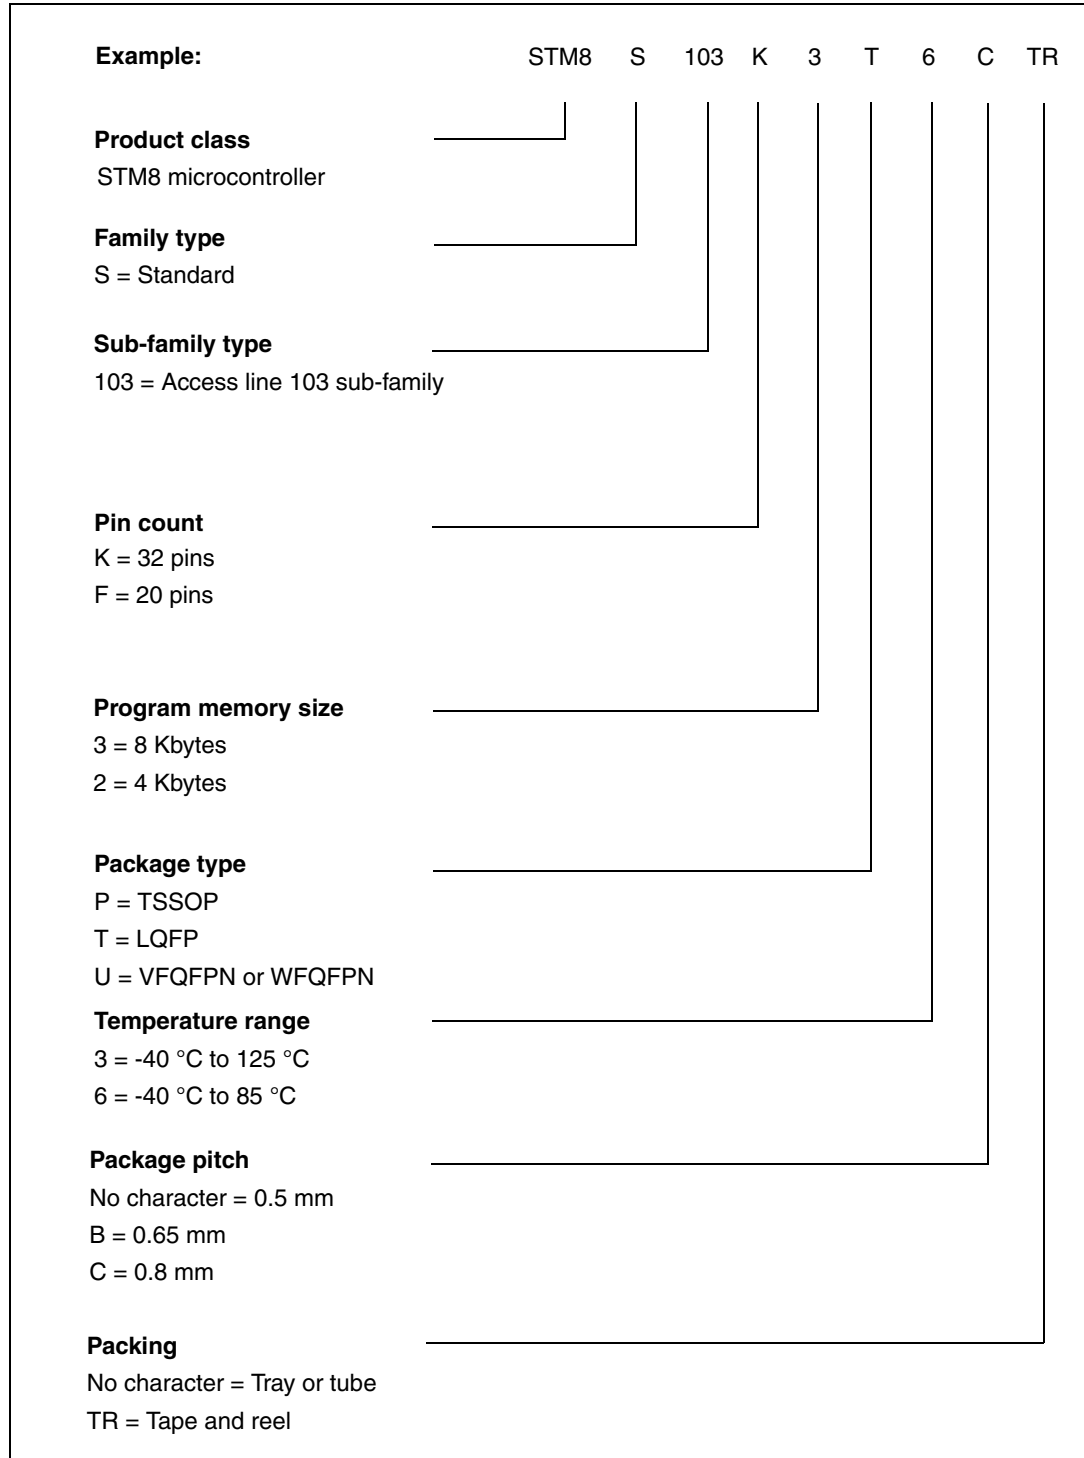 Example: STM8 S 103 K 3 T 6 C TR
Product class
STM8 microcontroller
Family type
S = Standard
Sub-family type
103 = Access line 103 sub-family
Pin count
K = 32 pins
F = 20 pins
Program memory size
3 = 8 Kbytes
2 = 4 Kbytes
Package type
P = TSSOP
T = LQFP
U = VFQFPN or WFQFPN
Temperature range
3 = -40 °C to 125 °C
6 = -40 °C to 85 °C
Package pitch
No character = 0.5 mm
B = 0.65 mm
C = 0.8 mm
Packing
No character = Tray or tube
TR = Tape and reel